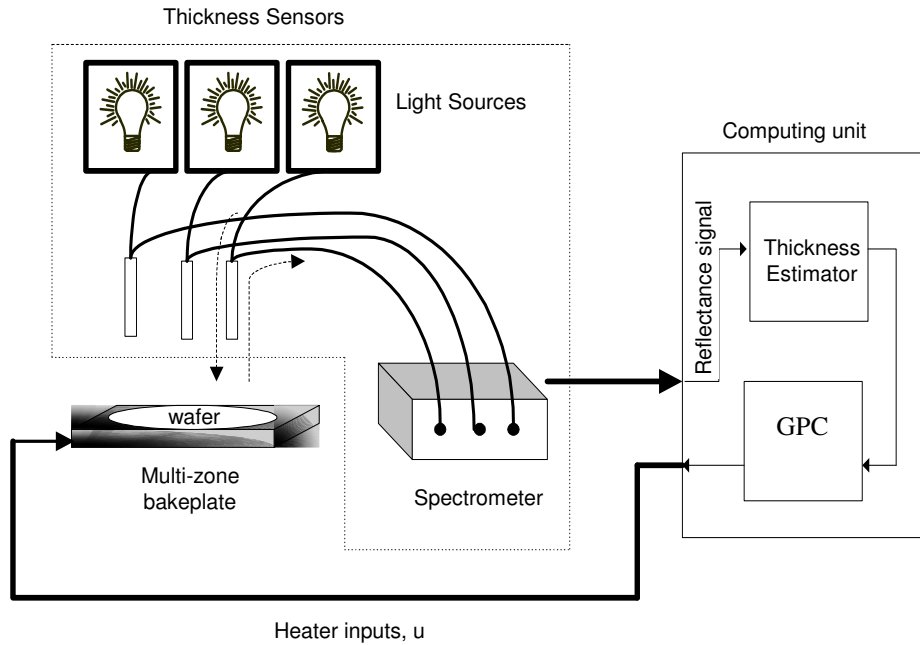 Thickness Sensors
Light Sources
Computing unit
Reflectance signal
Thickness
Estimator
GPC
wafer
Multi-zone
bakeplate
Spectrometer
Heater inputs, u